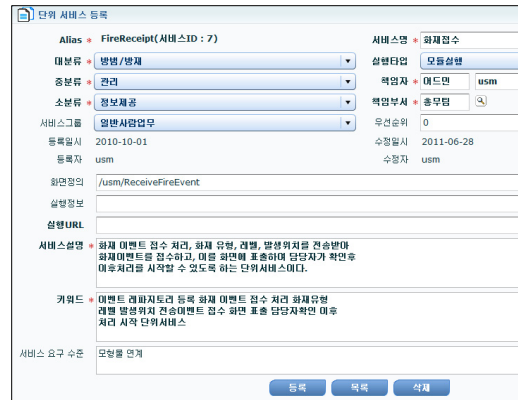 단위 서비스 등록
Alias * FireReceipt(서비스ID : 7) 서비스명 * 화재접수
대분류 * 방범/방재 실행타입 모듈실행
중분류 * 관리 책임자 * 어드민 usm
소분류 * 정보제공 책임부서 * 총무팀
서비스그룹 일반사람업무 우선순위 0
등록일시 2010-10-01 수정일시 2011-06-28
등록자 usm 수정자 usm
화면정의 /usm/ReceiveFireEvent
실행정보
실행URL
서비스설명 * 화재 이벤트 접수 처리, 화재 유형, 레벨, 발생위치를 전송받아
화재이벤트를 접수하고, 이를 화면에 표출하여 담당자가 확인후
이후처리를 시작할 수 있도록 하는 단위서비스이다.
키워드 * 이벤트 레파지토리 등록 화재 이벤트 접수 처리 화재유형
레벨 발생위치 전송이벤트 접수 화면 표출 담당자확인 이후
처리 시작 단위서비스
서비스 요구 수준 모형물 연계
등록 목록 삭제